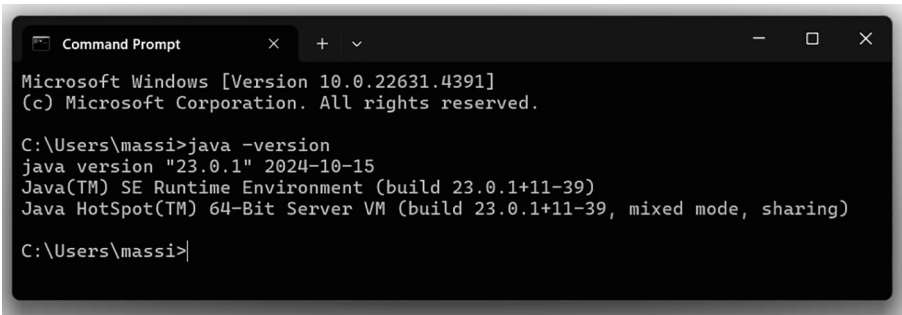 Command Prompt
Microsoft Windows [Version 10.0.22631.4391]
(c) Microsoft Corporation. All rights reserved.
C:\Users\massi>java -version
java version "23.0.1" 2024-10-15
Java(TM) SE Runtime Environment (build 23.0.1+11-39)
Java HotSpot(TM) 64-Bit Server VM (build 23.0.1+11-39, mixed mode, sharing)
C:\Users\massi>